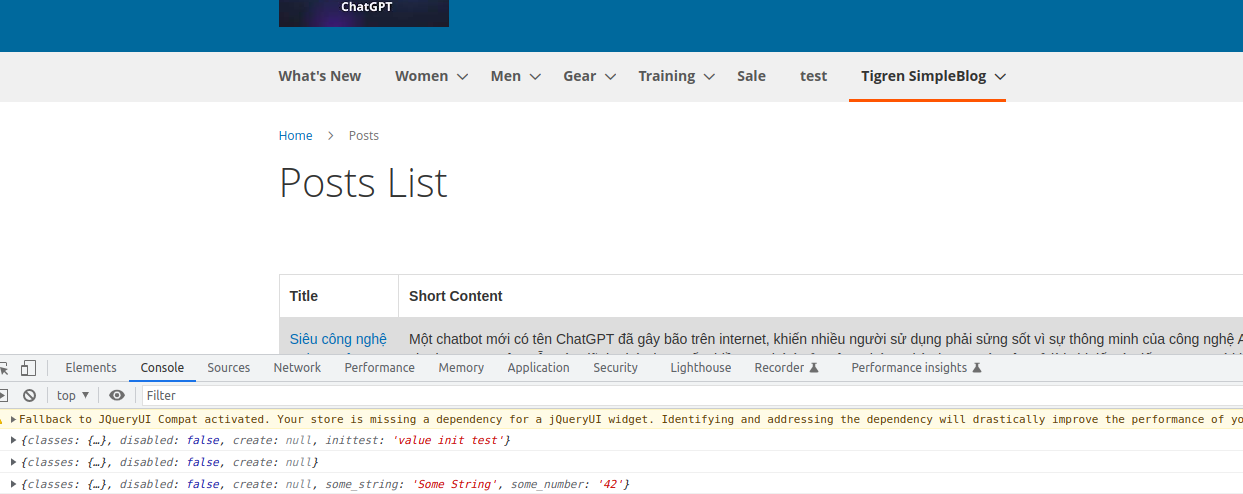 ChatGPT
What's New Women Men Gear Training Sale test Tigren SimpleBlog
Home Posts
Posts List
Title Short Content
Siêu công nghệ Một chatbot mới có tên ChatGPT đã gây bão trên internet, khiến nhiều người sử dụng phải sửng sốt vì sự thông minh của công nghệ A
Elements Console Sources Network Performance Memory Application Security Lighthouse Recorder Performance insights
top Filter
Fallback to JQueryUI Compat activated. Your store is missing a dependency for a jQueryUI widget. Identifying and addressing the dependency will drastically improve the performance of yo
{classes: {…}, disabled: false, create: null, inittest: 'value init test'}
{classes: {…}, disabled: false, create: null}
{classes: {…}, disabled: false, create: null, some_string: 'Some String', some_number: '42'}